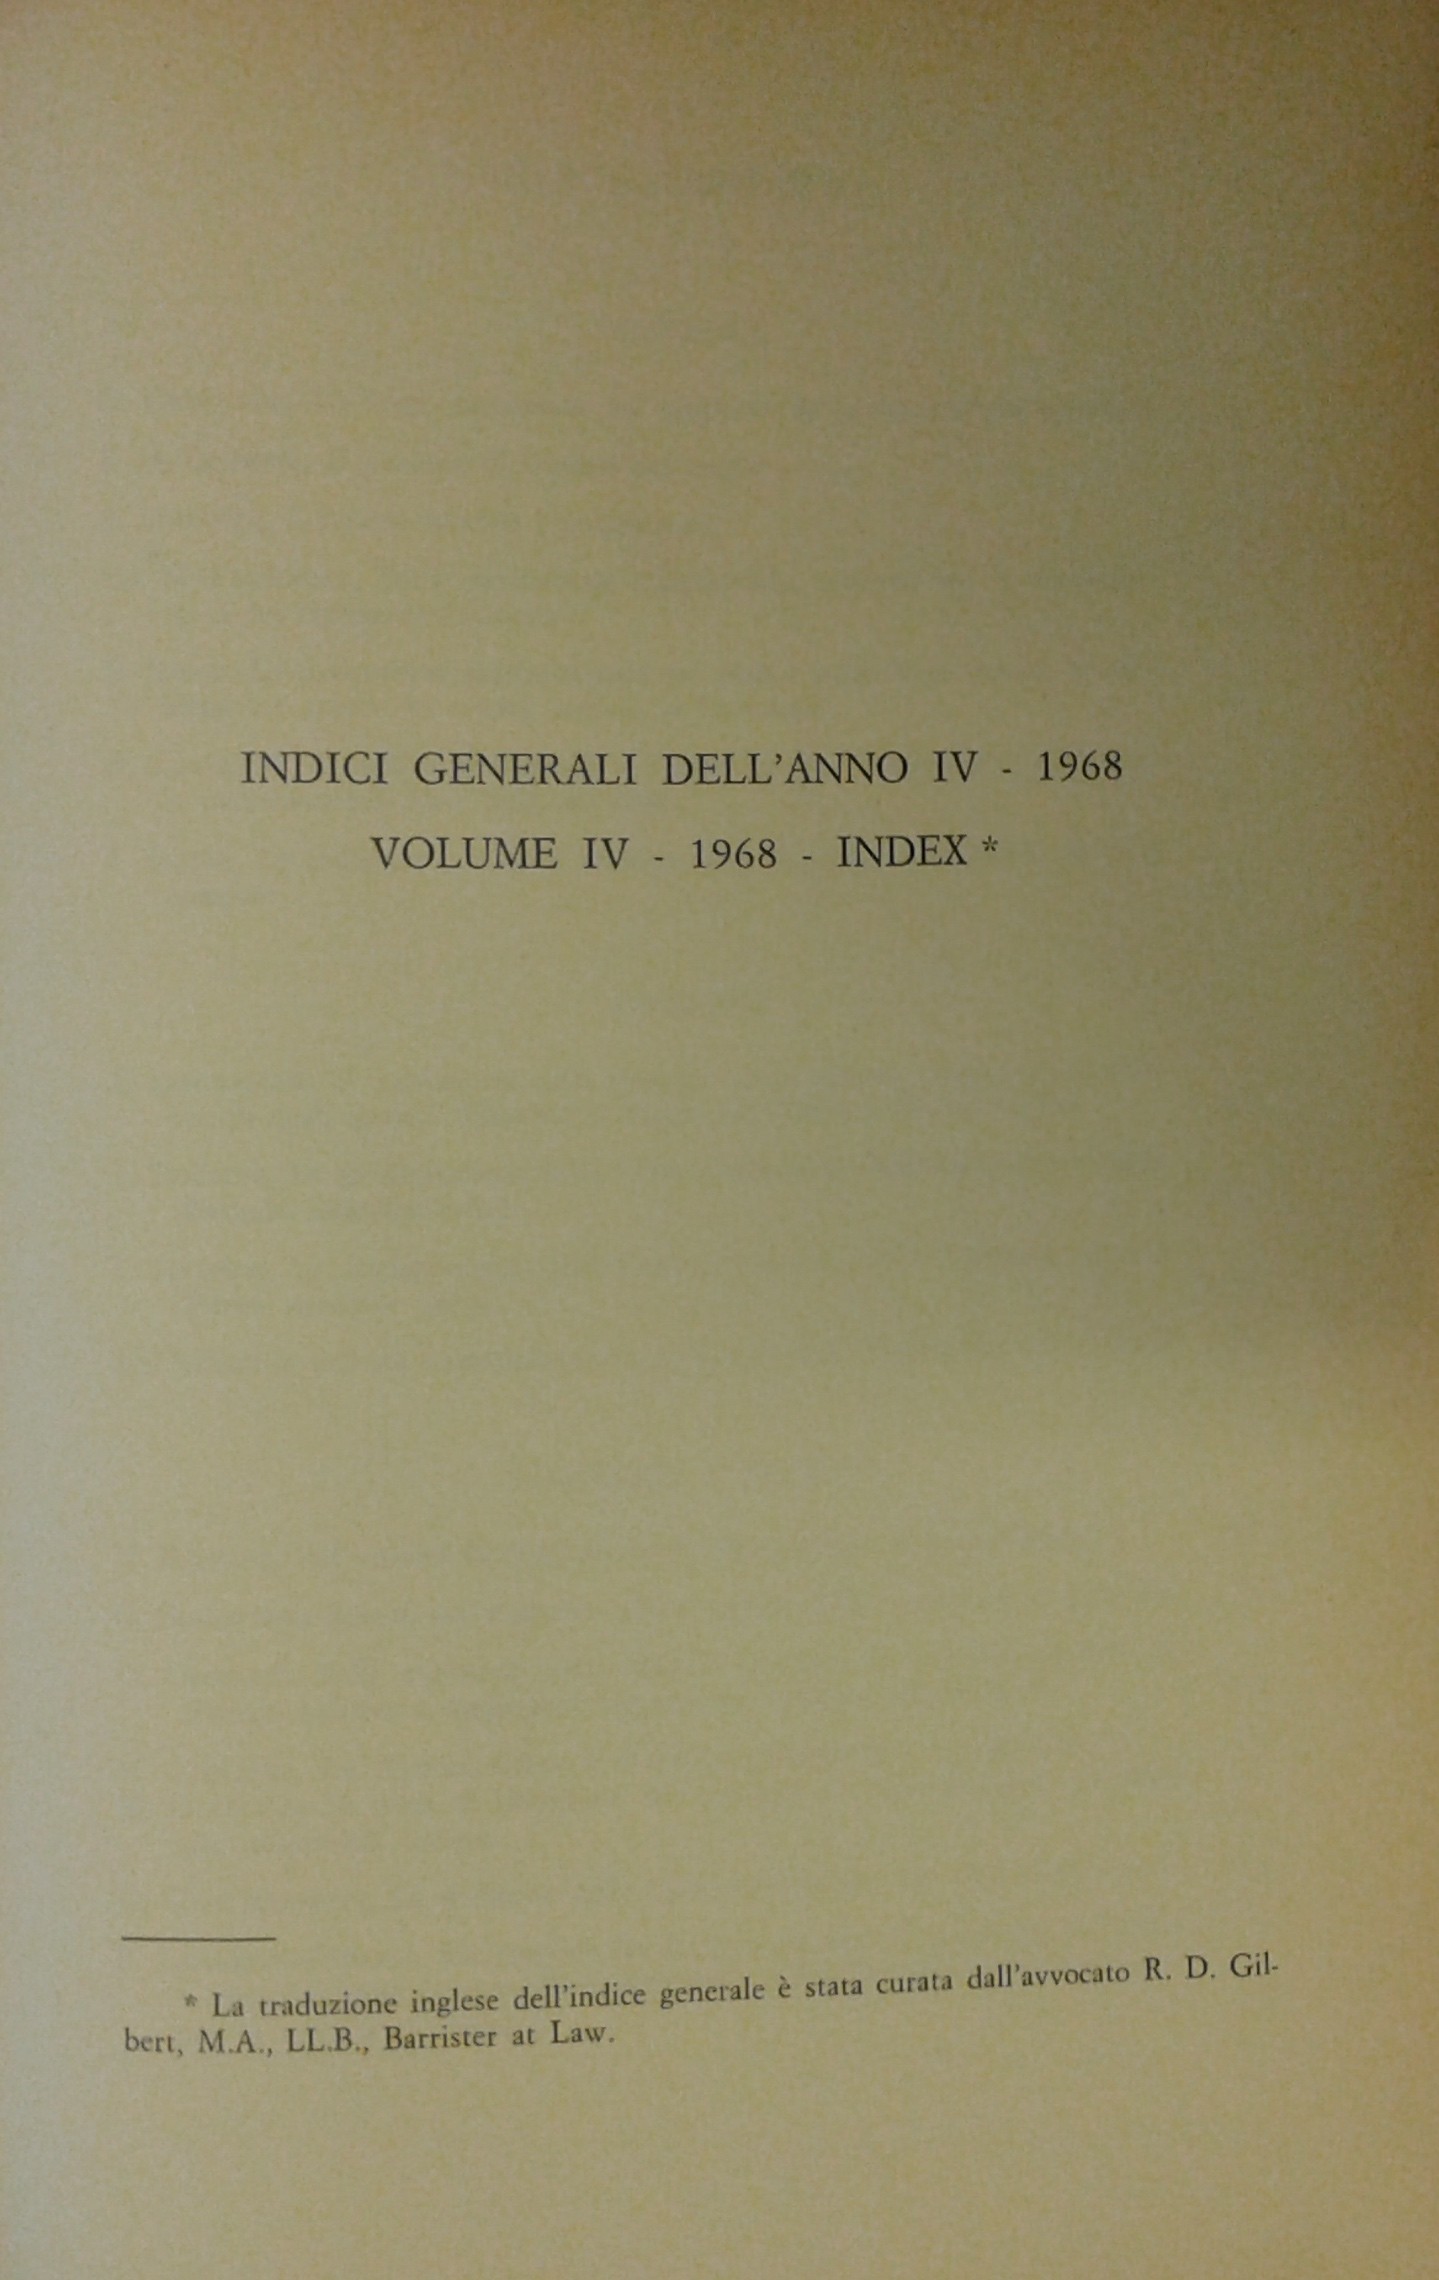 INDICI GENERALI DELL'ANNO IV - 1968
VOLUME IV - 1968 - INDEX *
* La traduzione inglese dell'indice generale è stata curata dall'avvocato R. D. Gil-
bert, M.A., LL.B., Barrister at Law.